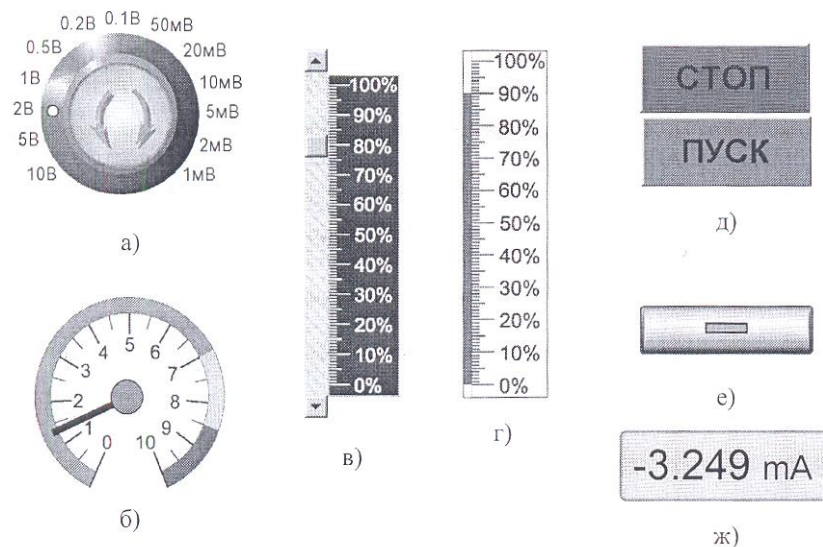 0.1В
0.2В
50мВ
0.5В
20мВ
1В
10мВ
2В
5мВ
5В
2мВ
10В
1мВ
а)
5
4
6
3
7
2
8
1
9
0
10
б)
100%
90%
80%
70%
60%
50%
40%
30%
20%
10%
0%
в)
100%
90%
80%
70%
60%
50%
40%
30%
20%
10%
0%
г)
СТОП
ПУСК
д)
е)
-3.249 mA
ж)